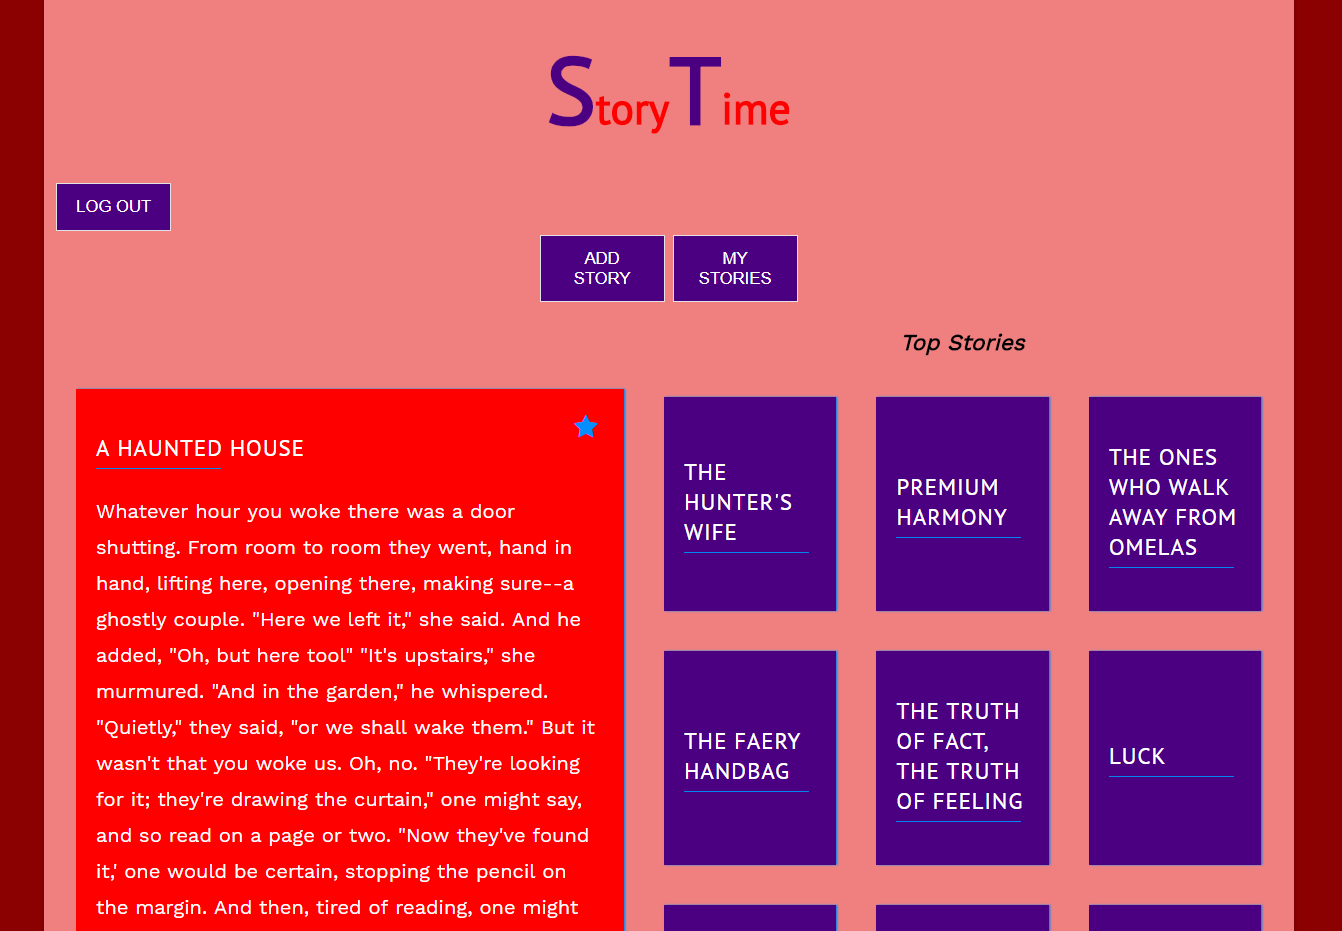 StoryTime
LOG OUT
ADD
STORY
MY
STORIES
Top Stories
A HAUNTED HOUSE
Whatever hour you woke there was a door
shutting. From room to room they went, hand in
hand, lifting here, opening there, making sure--a
ghostly couple. "Here we left it," she said. And he
added, "Oh, but here tool" "It's upstairs," she
murmured. "And in the garden," he whispered.
"Quietly," they said, "or we shall wake them." But it
wasn't that you woke us. Oh, no. "They're looking
for it; they're drawing the curtain," one might say,
and so read on a page or two. "Now they've found
it,' one would be certain, stopping the pencil on
the margin. And then, tired of reading, one might
THE
HUNTER'S
WIFE
PREMIUM
HARMONY
THE ONES
WHO WALK
AWAY FROM
OMELAS
THE FAERY
HANDBAG
THE TRUTH
OF FACT,
THE TRUTH
OF FEELING
LUCK